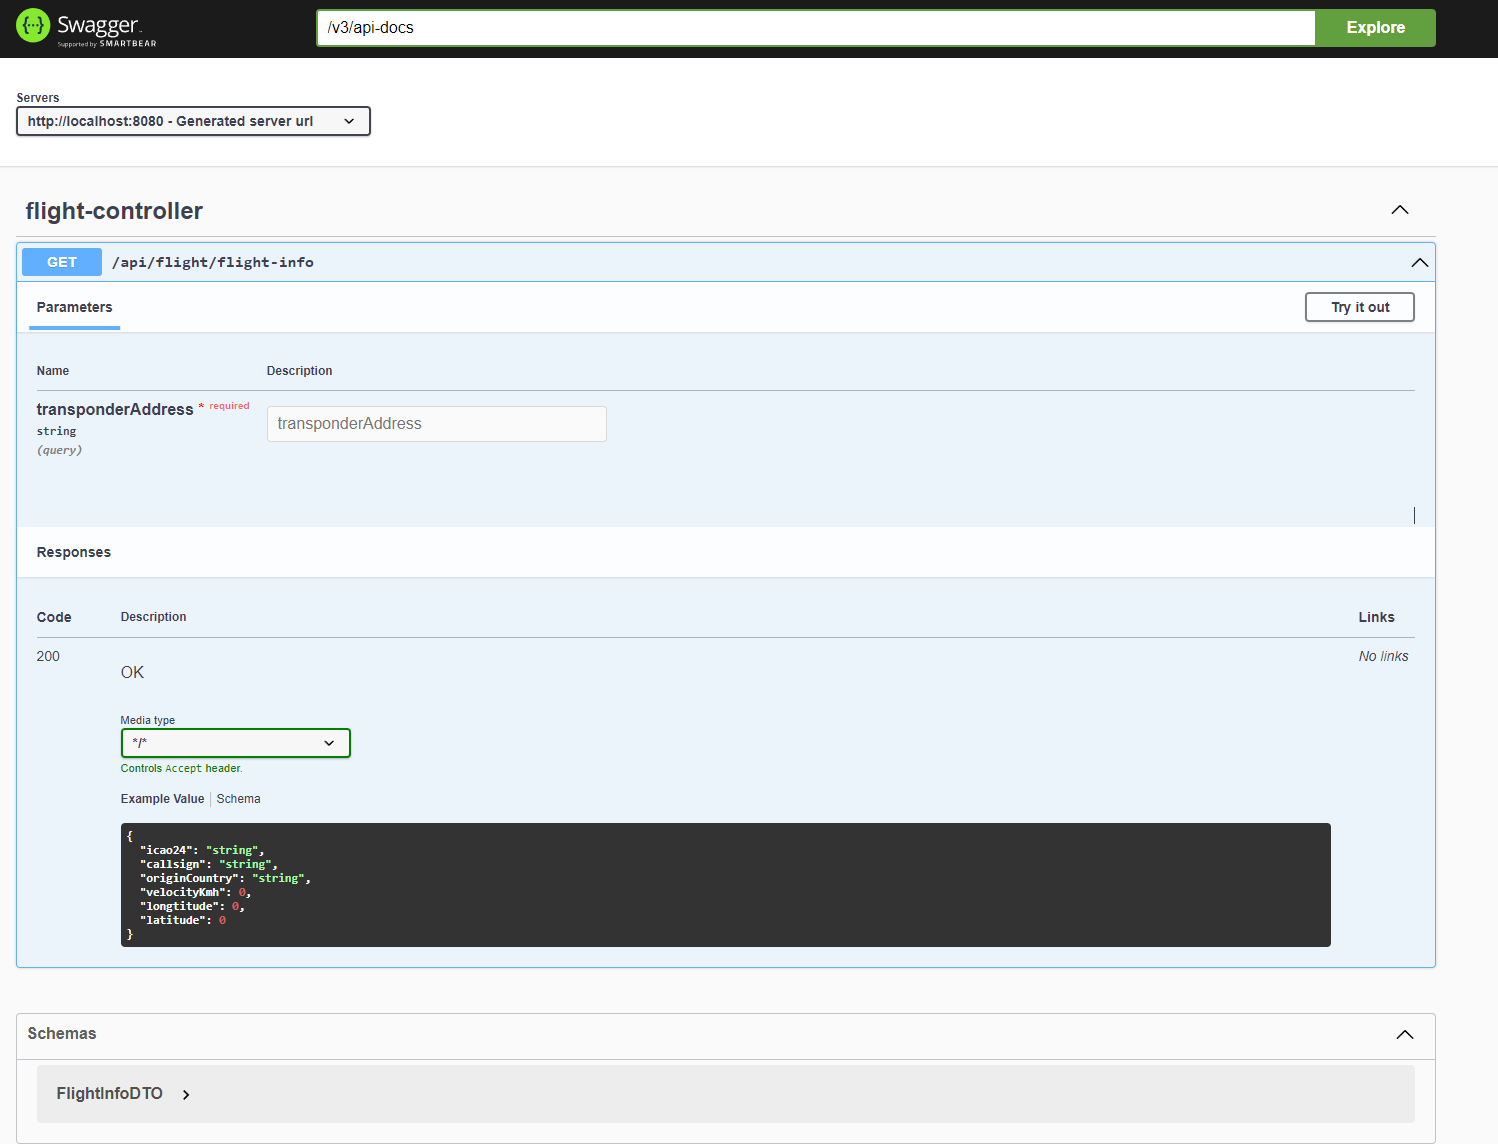 Swagger
Supported by SMARTBEAR
/v3/api-docs
Explore
Servers
http://localhost:8080 - Generated server url
flight-controller
GET /api/flight/flight-info
Parameters
Try it out
Name Description
transponderAddress * required
transponderAddress
string
(query)
Responses
Code Description Links
200 No links
OK
Media type
*/*
Controls Accept header.
Example Value Schema
{
"icao24": "string",
"callsign": "string",
"originCountry": "string",
"velocityKmh": 0,
"longtitude": 0,
"latitude": 0
}
Schemas
FlightInfoDTO